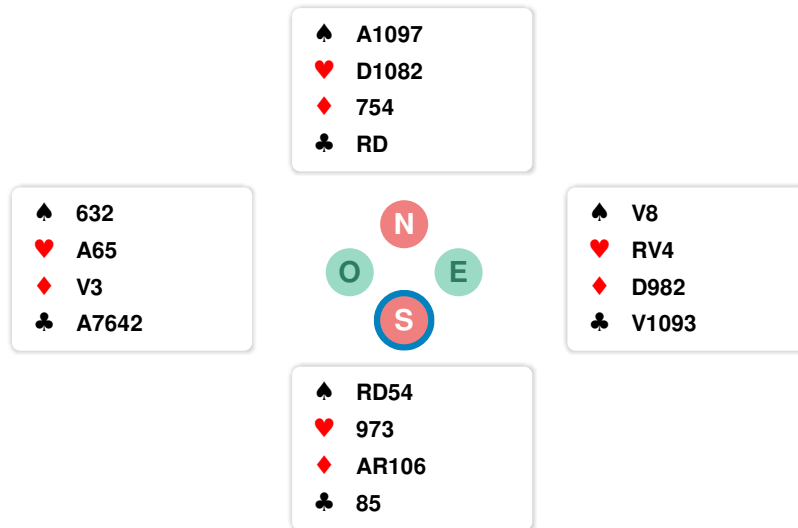 ♠ A1097
♥ D1082
♦ 754
♣ RD
♠ 632
♥ A65
♦ V3
♣ A7642
N
O E
S
♠ V8
♥ RV4
♦ D982
♣ V1093
♠ RD54
♥ 973
♦ AR106
♣ 85